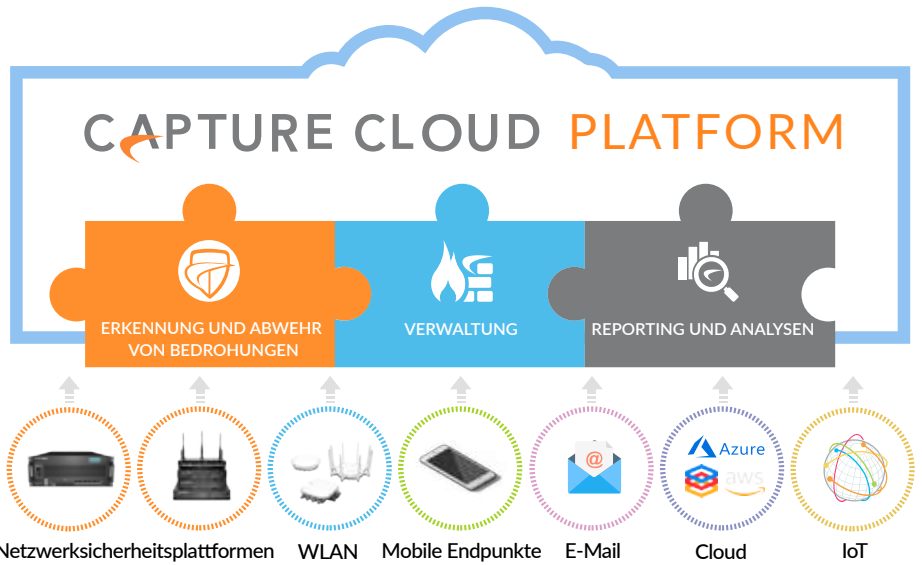 CAPTURE CLOUD PLATFORM
ERKENNUNG UND ABWEHR
VON BEDROHUNGEN
VERWALTUNG
REPORTING UND ANALYSEN
@
Azure
aws
Netzwerksicherheitsplattformen
WLAN
Mobile Endpunkte
E-Mail
Cloud
IoT